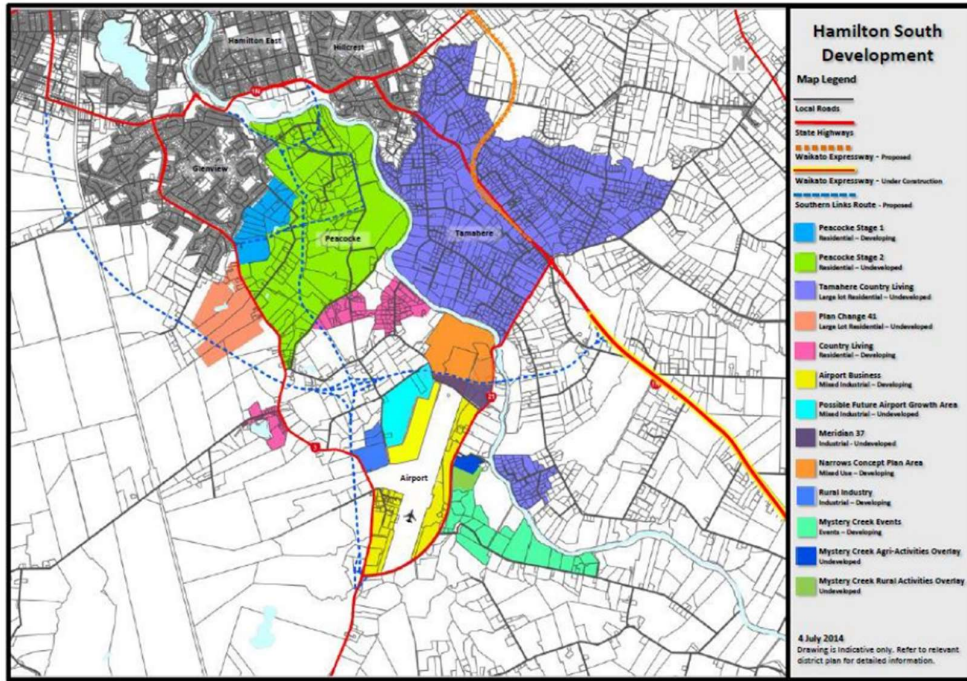 Hamilton South
Development
Map Legend
Local Roads
State Highways
Waikato Expressway - Proposed
Waikato Expressway - Under Construction
Southern Links Route - Proposed
Peacocke Stage 1
Residential – Developing
Peacocke Stage 2
Residential – Undeveloped
Tamahere Country Living
Large lot Residential – Undeveloped
Plan Change 41
Large Lot Residential – Undeveloped
Country Living
Residential – Developing
Airport Business
Mixed Industrial – Developing
Possible Future Airport Growth Area
Mixed Industrial – Undeveloped
Meridian 37
Industrial - Undeveloped
Narrows Concept Plan Area
Mixed Use – Developing
Rural Industry
Industrial – Developing
Mystery Creek Events
Events – Developing
Mystery Creek Agri-Activities Overlay
Undeveloped
Mystery Creek Rural Activities Overlay
Undeveloped
4 July 2014
Drawing is indicative only. Refer to relevant
district plan for detailed information.
Hamilton East
Hillcrest
N
Glenview
Peacocke
Tamahere
21
3
Airport